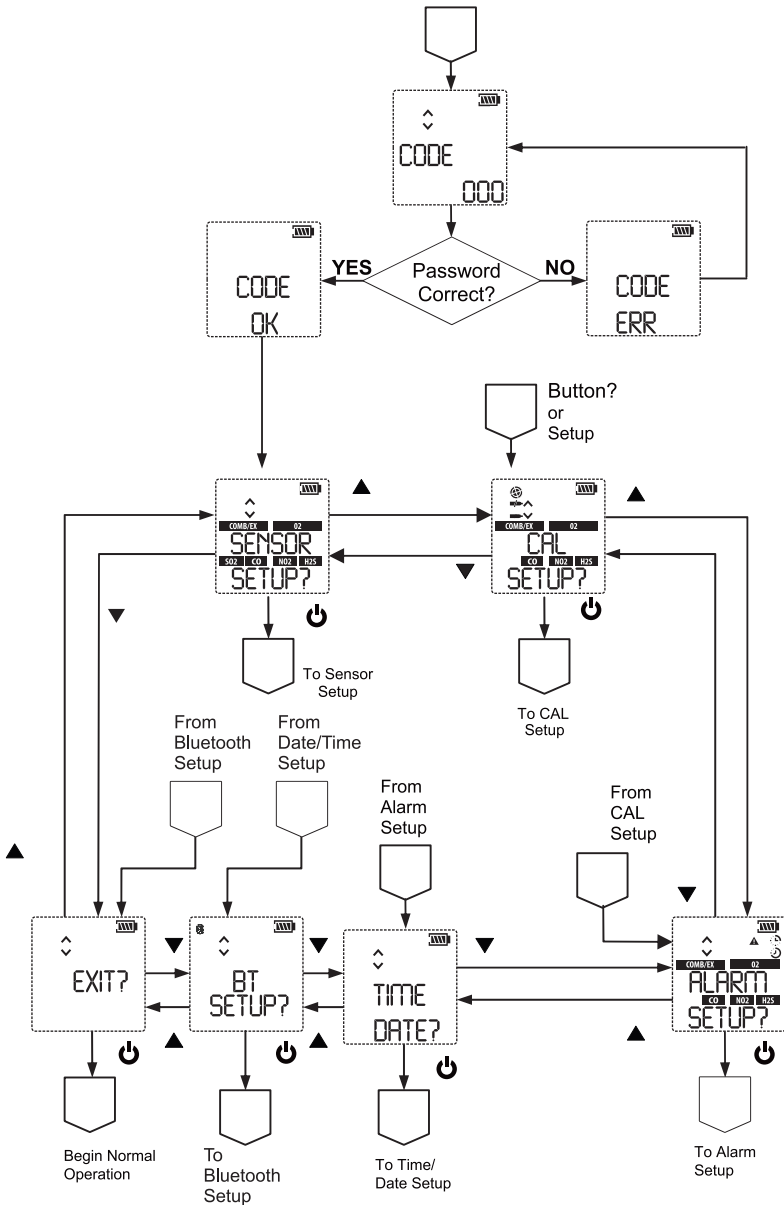 CODE
000
YES
Password
Correct?
NO
CODE
OK
CODE
ERR
Button?
or
Setup
COMB/EX O2
SENSOR
SO2 CO NO2 H2S
SETUP?
COMB/EX O2
CAL
CO NO2 H2S
SETUP?
To Sensor
Setup
To CAL
Setup
From
Bluetooth
Setup
From
Date/Time
Setup
From
Alarm
Setup
From
CAL
Setup
EXIT?
BT
SETUP?
TIME
DATE?
COMB/EX O2
ALARM
CO NO2 H2S
SETUP?
Begin Normal
Operation
To
Bluetooth
Setup
To Time/
Date Setup
To Alarm
Setup